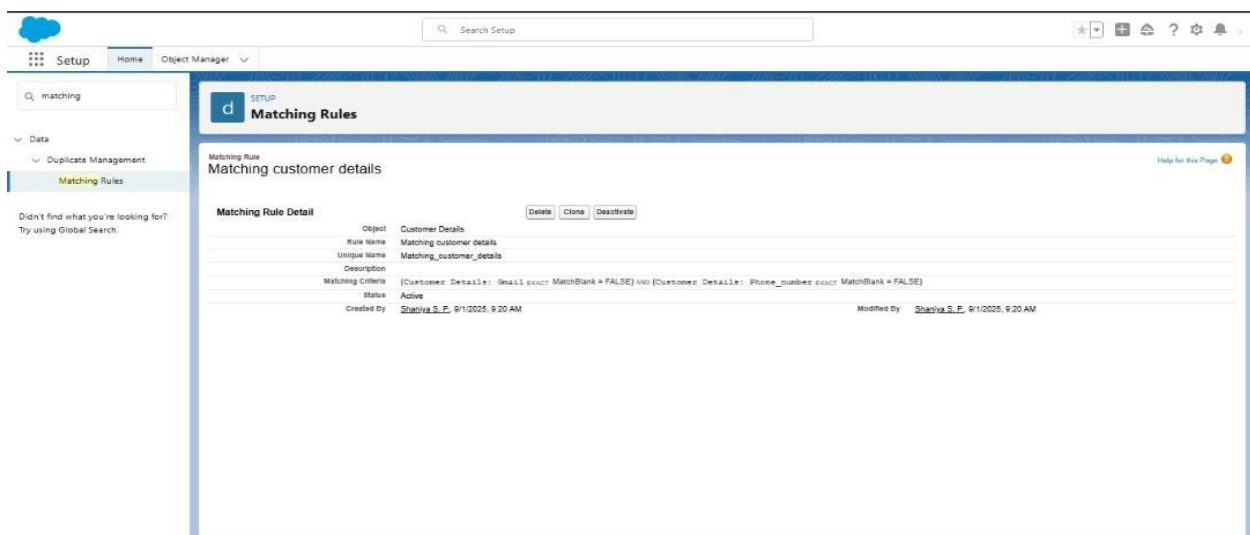 Search Setup
Setup Home Object Manager
matching
SETUP
Matching Rules
Data
Duplicate Management
Matching Rules
Didn't find what you're looking for?
Try using Global Search.
Matching Rule
Matching customer details
Help for this Page
Matching Rule Detail Delete Clone Deactivate
Object Customer Details
Rule Name Matching customer details
Unique Name Matching_customer_details
Description
Matching Criteria (Customer Details: Gmail EXACT MatchBlank = FALSE) AND (Customer Details: Phone_number EXACT MatchBlank = FALSE)
Status Active
Created By Shaniya S. P., 9/1/2025, 9:20 AM Modified By Shaniya S. P., 9/1/2025, 9:20 AM